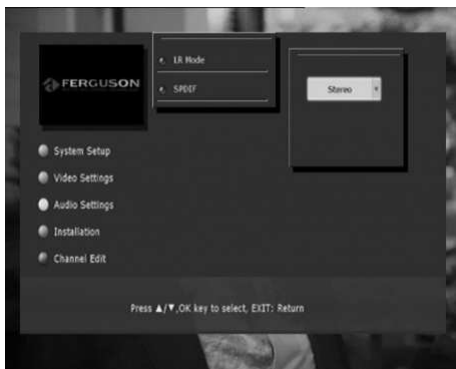 FERGUSON
LR Mode
SPDIF
Stereo
System Setup
Video Settings
Audio Settings
Installation
Channel Edit
Press ▲/▼,OK key to select, EXIT: Return